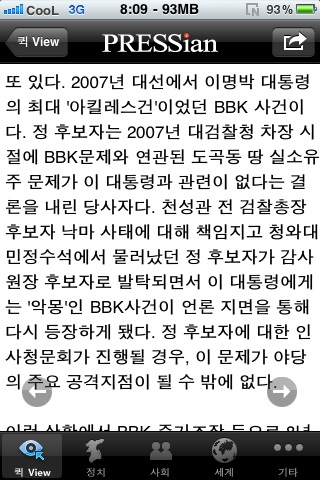 CooL 3G 8:09 - 93MB N 93%
퀵 View PRESSian
또 있다. 2007년 대선에서 이명박 대통령
의 최대 '아킬레스건'이었던 BBK 사건이
다. 정 후보자는 2007년 대검찰청 차장 시
절에 BBK문제와 연관된 도곡동 땅 실소유
주 문제가 이 대통령과 관련이 없다는 결
론을 내린 당사자다. 천성관 전 검찰총장
후보자 낙마 사태에 대해 책임지고 청와대
민정수석에서 물러났던 정 후보자가 감사
원장 후보자로 발탁되면서 이 대통령에게
는 '악몽'인 BBK사건이 언론 지면을 통해
다시 등장하게 됐다. 정 후보자에 대한 인
사청문회가 진행될 경우, 이 문제가 야당
의 주요 공격지점이 될 수 밖에 없다.
이런 상황에서 BBK
퀵 View 정치 사회 세계 기타